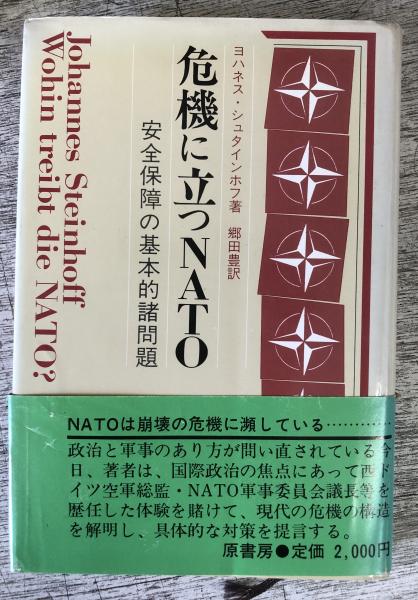 ヨハネス・シュタインホフ著 郷田豊訳
危機に立つNATO
安全保障の基本的諸問題
Johannes Steinhoff
Wohin treibt die NATO?
NATOは崩壊の危機に瀕している…………
政治と軍事のあり方が問い直されている今
日、著者は、国際政治の焦点にあって西ド
イツ空軍総監・NATO軍事委員会議長等を
歴任した体験を賭けて、現代の危機の構造
を解明し、具体的な対策を提言する。
原書房●定価 2,000円